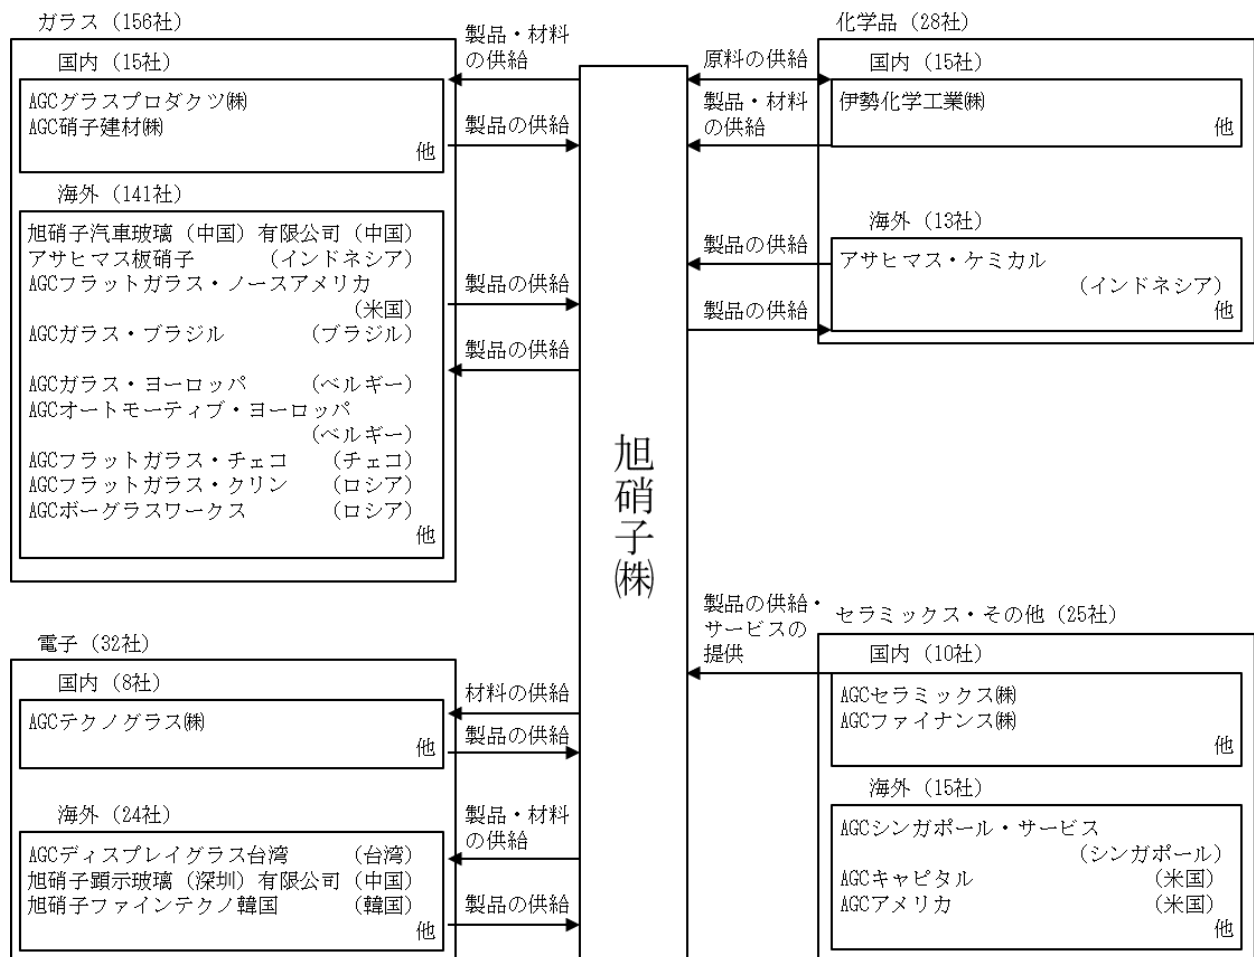 ガラス（156社）
国内（15社）
AGCグラスプロダクツ㈱
AGC硝子建材㈱
他
製品・材料
の供給
製品の供給
海外（141社）
旭硝子汽車玻璃（中国）有限公司（中国）
アサヒマス板硝子（インドネシア）
AGCフラットガラス・ノースアメリカ
（米国）
AGCガラス・ブラジル（ブラジル）
AGCガラス・ヨーロッパ（ベルギー）
AGCオートモーティブ・ヨーロッパ
（ベルギー）
AGCフラットガラス・チェコ（チェコ）
AGCフラットガラス・クリン（ロシア）
AGCボーグラスワークス（ロシア）
他
製品の供給
製品の供給
電子（32社）
国内（8社）
AGCテクノグラス㈱
他
材料の供給
製品の供給
海外（24社）
AGCディスプレイグラス台湾（台湾）
旭硝子顕示玻璃（深圳）有限公司（中国）
旭硝子ファインテクノ韓国（韓国）
他
製品・材料
の供給
製品の供給
旭硝子㈱
化学品（28社）
国内（15社）
伊勢化学工業㈱
他
原料の供給
製品・材料
の供給
海外（13社）
アサヒマス・ケミカル
（インドネシア）
他
製品の供給
製品の供給
セラミックス・その他（25社）
国内（10社）
AGCセラミックス㈱
AGCファイナンス㈱
他
製品の供給・
サービスの
提供
海外（15社）
AGCシンガポール・サービス
（シンガポール）
AGCキャピタル（米国）
AGCアメリカ（米国）
他